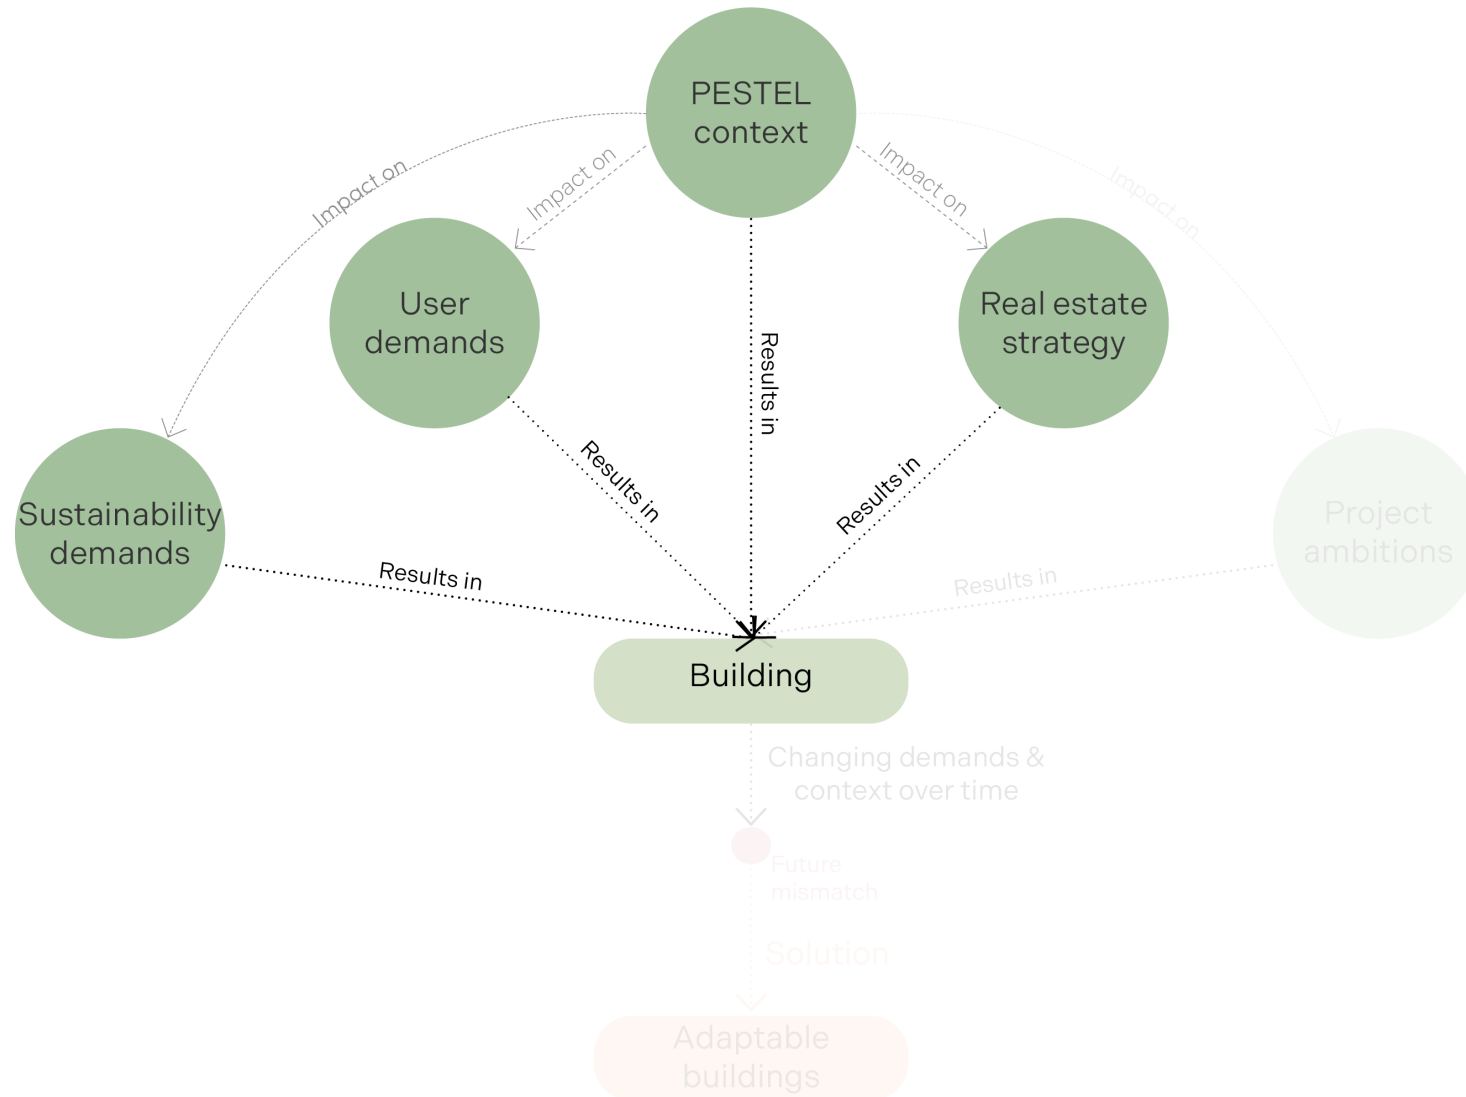 PESTEL
context
Impact on
Impact on
Impact on
Impact on
User
demands
Real estate
strategy
Results in
Results in
Results in
Sustainability
demands
Project
ambitions
Results in
Results in
Building
Changing demands &
context over time
Future
mismatch
Solution
Adaptable
buildings